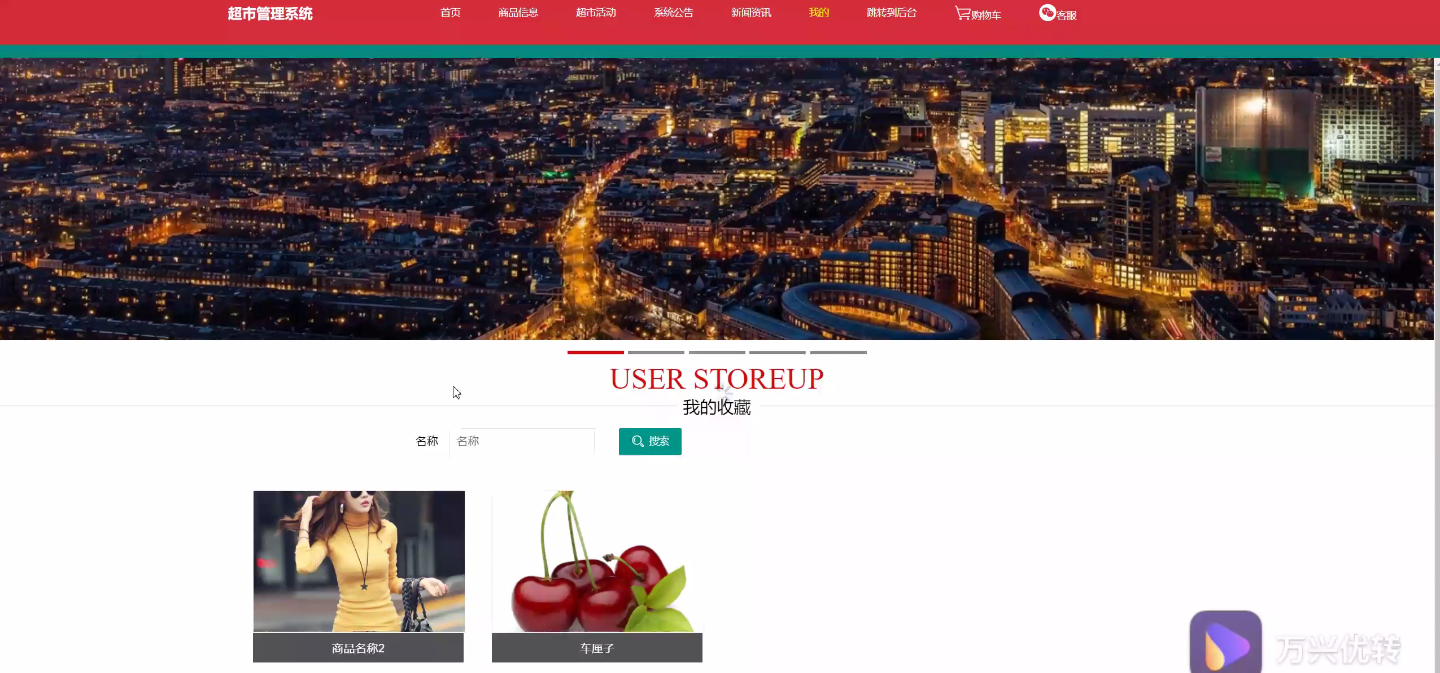 超市管理系统
首页 商品信息 超市活动 系统公告 新闻资讯 我的 跳转到后台 购物车 客服
USER STOREUP
我的收藏
名称 名称 搜索
商品名称2 车厘子
万兴优转